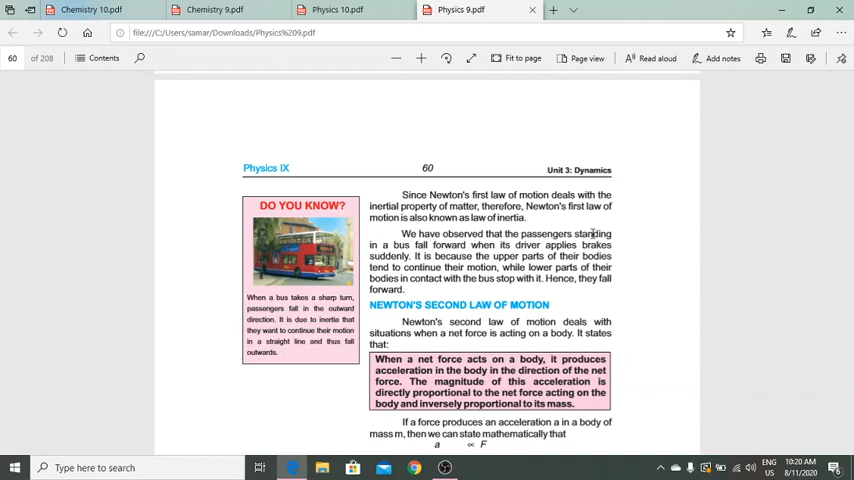 Chemistry 10.pdf
Chemistry 9.pdf
Physics 10.pdf
Physics 9.pdf
file:///C:/Users/samar/Downloads/Physics%209.pdf
60 of 208
Contents
Fit to page
Page view
Read aloud
Add notes
Physics IX
60
Unit 3: Dynamics
DO YOU KNOW?
When a bus takes a sharp turn,
passengers fall in the outward
direction. It is due to inertia that
they want to continue their motion
in a straight line and thus fall
outwards.
Since Newton's first law of motion deals with the
inertial property of matter, therefore, Newton's first law of
motion is also known as law of inertia.
We have observed that the passengers standing
in a bus fall forward when its driver applies brakes
suddenly. It is because the upper parts of their bodies
tend to continue their motion, while lower parts of their
bodies in contact with the bus stop with it. Hence, they fall
forward.
NEWTON'S SECOND LAW OF MOTION
Newton's second law of motion deals with
situations when a net force is acting on a body. It states
that:
When a net force acts on a body, it produces
acceleration in the body in the direction of the net
force. The magnitude of this acceleration is
directly proportional to the net force acting on the
body and inversely proportional to its mass.
If a force produces an acceleration a in a body of
mass m, then we can state mathematically that
a ∝ F
Type here to search
ENG
US
10:20 AM
8/11/2020
5